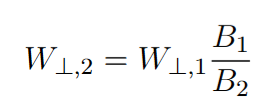 W_{\perp,2} = W_{\perp,1} \frac{B_1}{B_2}